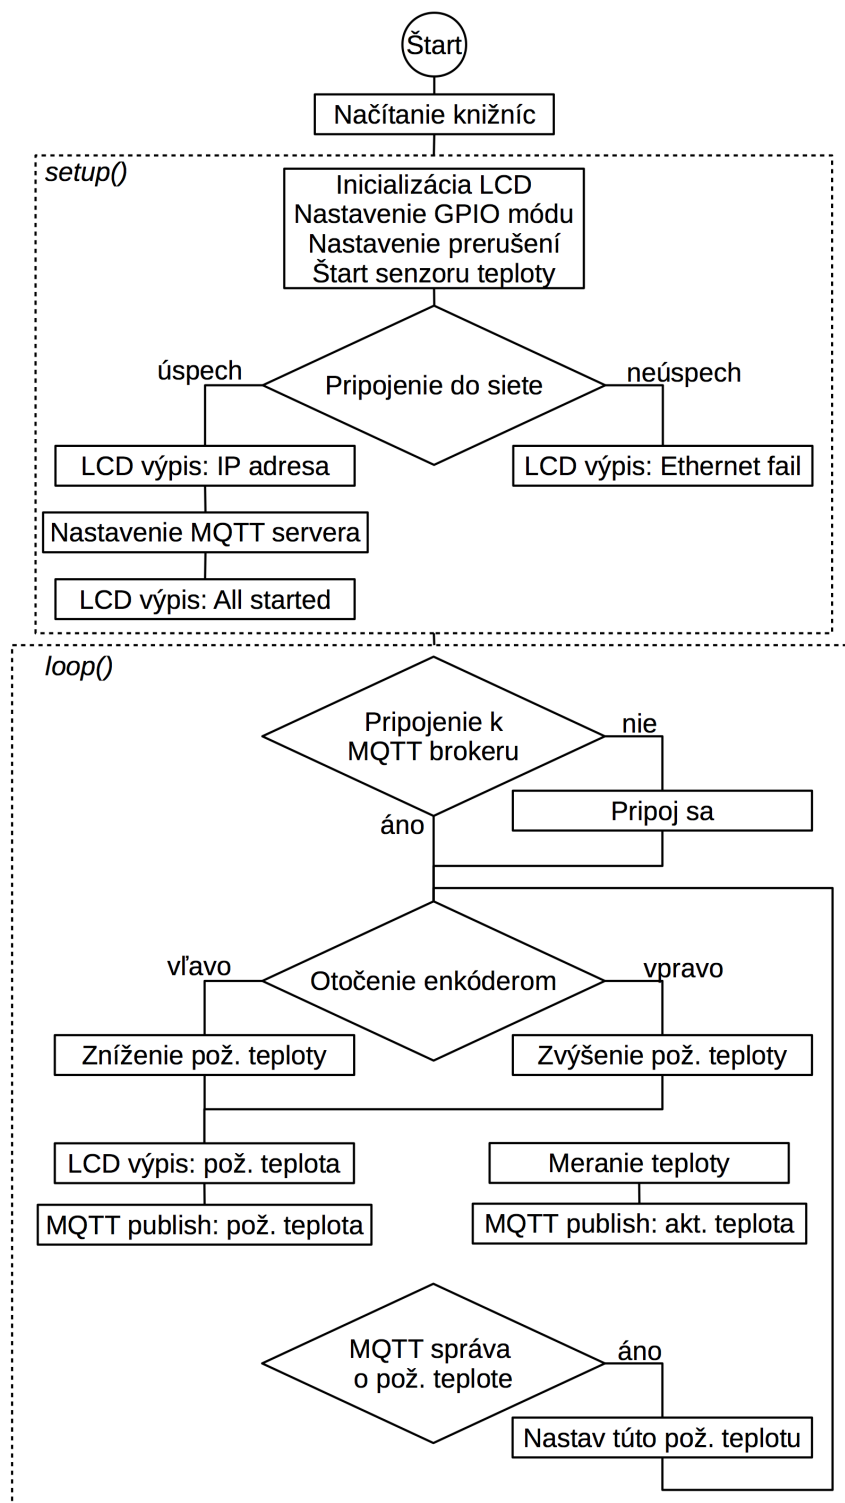 Štart
Načítanie knižníc
setup()
Inicializácia LCD
Nastavenie GPIO módu
Nastavenie prerušení
Štart senzoru teploty
úspech
Pripojenie do siete
neúspech
LCD výpis: IP adresa
LCD výpis: Ethernet fail
Nastavenie MQTT servera
LCD výpis: All started
loop()
Pripojenie k
MQTT brokeru
nie
Pripoj sa
áno
vľavo
Otočenie enkóderom
vpravo
Zníženie pož. teploty
Zvýšenie pož. teploty
LCD výpis: pož. teplota
Meranie teploty
MQTT publish: pož. teplota
MQTT publish: akt. teplota
MQTT správa
o pož. teplote
áno
Nastav túto pož. teplotu